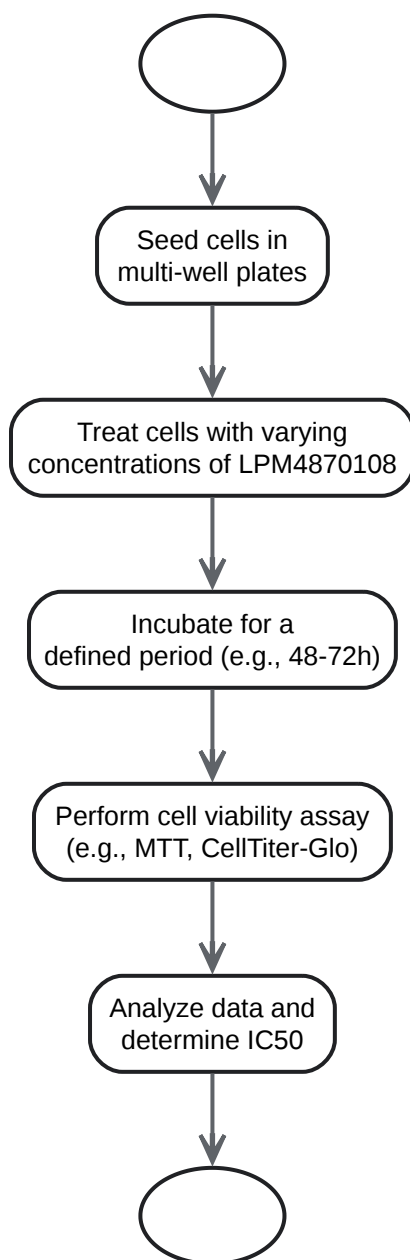 Seed cells in
multi-well plates
Treat cells with varying
concentrations of LPM4870108
Incubate for a
defined period (e.g., 48-72h)
Perform cell viability assay
(e.g., MTT, CellTiter-Glo)
Analyze data and
determine IC50